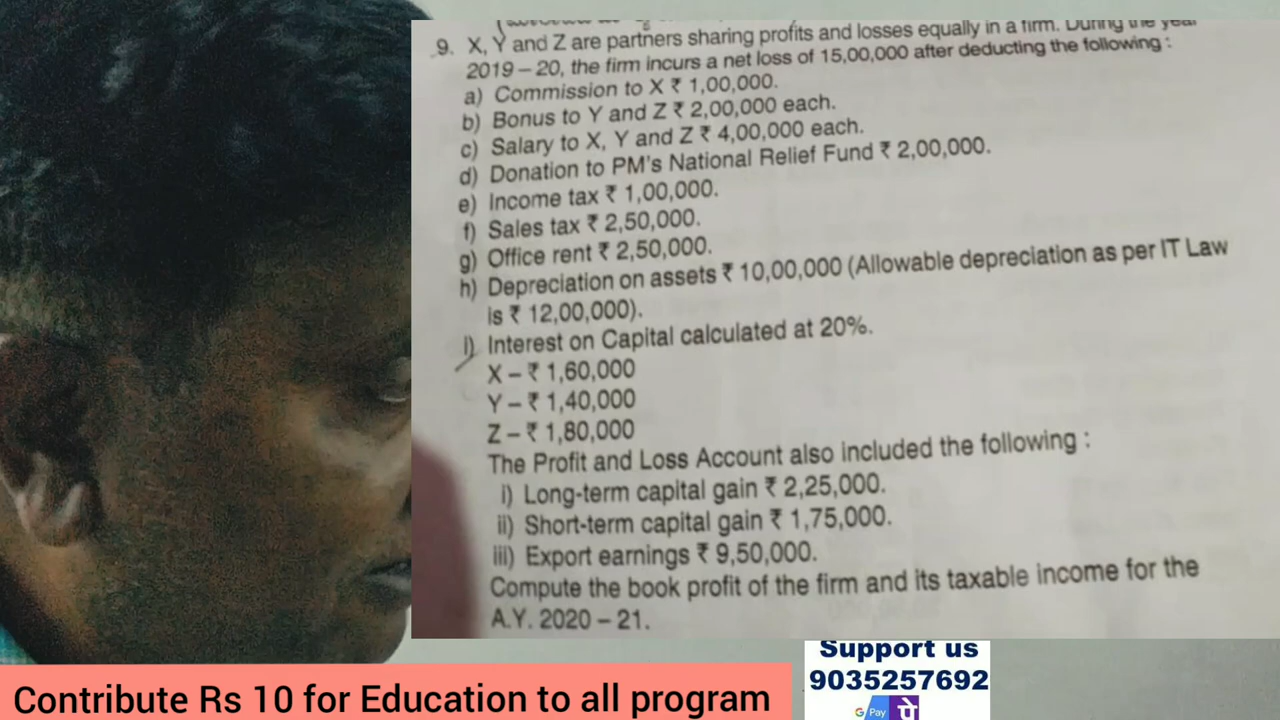 9. X, Y and Z are partners sharing profits and losses equally in a firm. During the year
2019 – 20, the firm incurs a net loss of 15,00,000 after deducting the following :
a) Commission to X ₹ 1,00,000.
b) Bonus to Y and Z ₹ 2,00,000 each.
c) Salary to X, Y and Z ₹ 4,00,000 each.
d) Donation to PM's National Relief Fund ₹ 2,00,000.
e) Income tax ₹ 1,00,000.
f) Sales tax ₹ 2,50,000.
g) Office rent ₹ 2,50,000.
h) Depreciation on assets ₹ 10,00,000 (Allowable depreciation as per IT Law
is ₹ 12,00,000).
I) Interest on Capital calculated at 20%.
X – ₹ 1,60,000
Y – ₹ 1,40,000
Z – ₹ 1,80,000
The Profit and Loss Account also included the following :
i) Long-term capital gain ₹ 2,25,000.
ii) Short-term capital gain ₹ 1,75,000.
iii) Export earnings ₹ 9,50,000.
Compute the book profit of the firm and its taxable income for the
A.Y. 2020 – 21.
Support us
9035257692
G Pay पे
Contribute Rs 10 for Education to all program